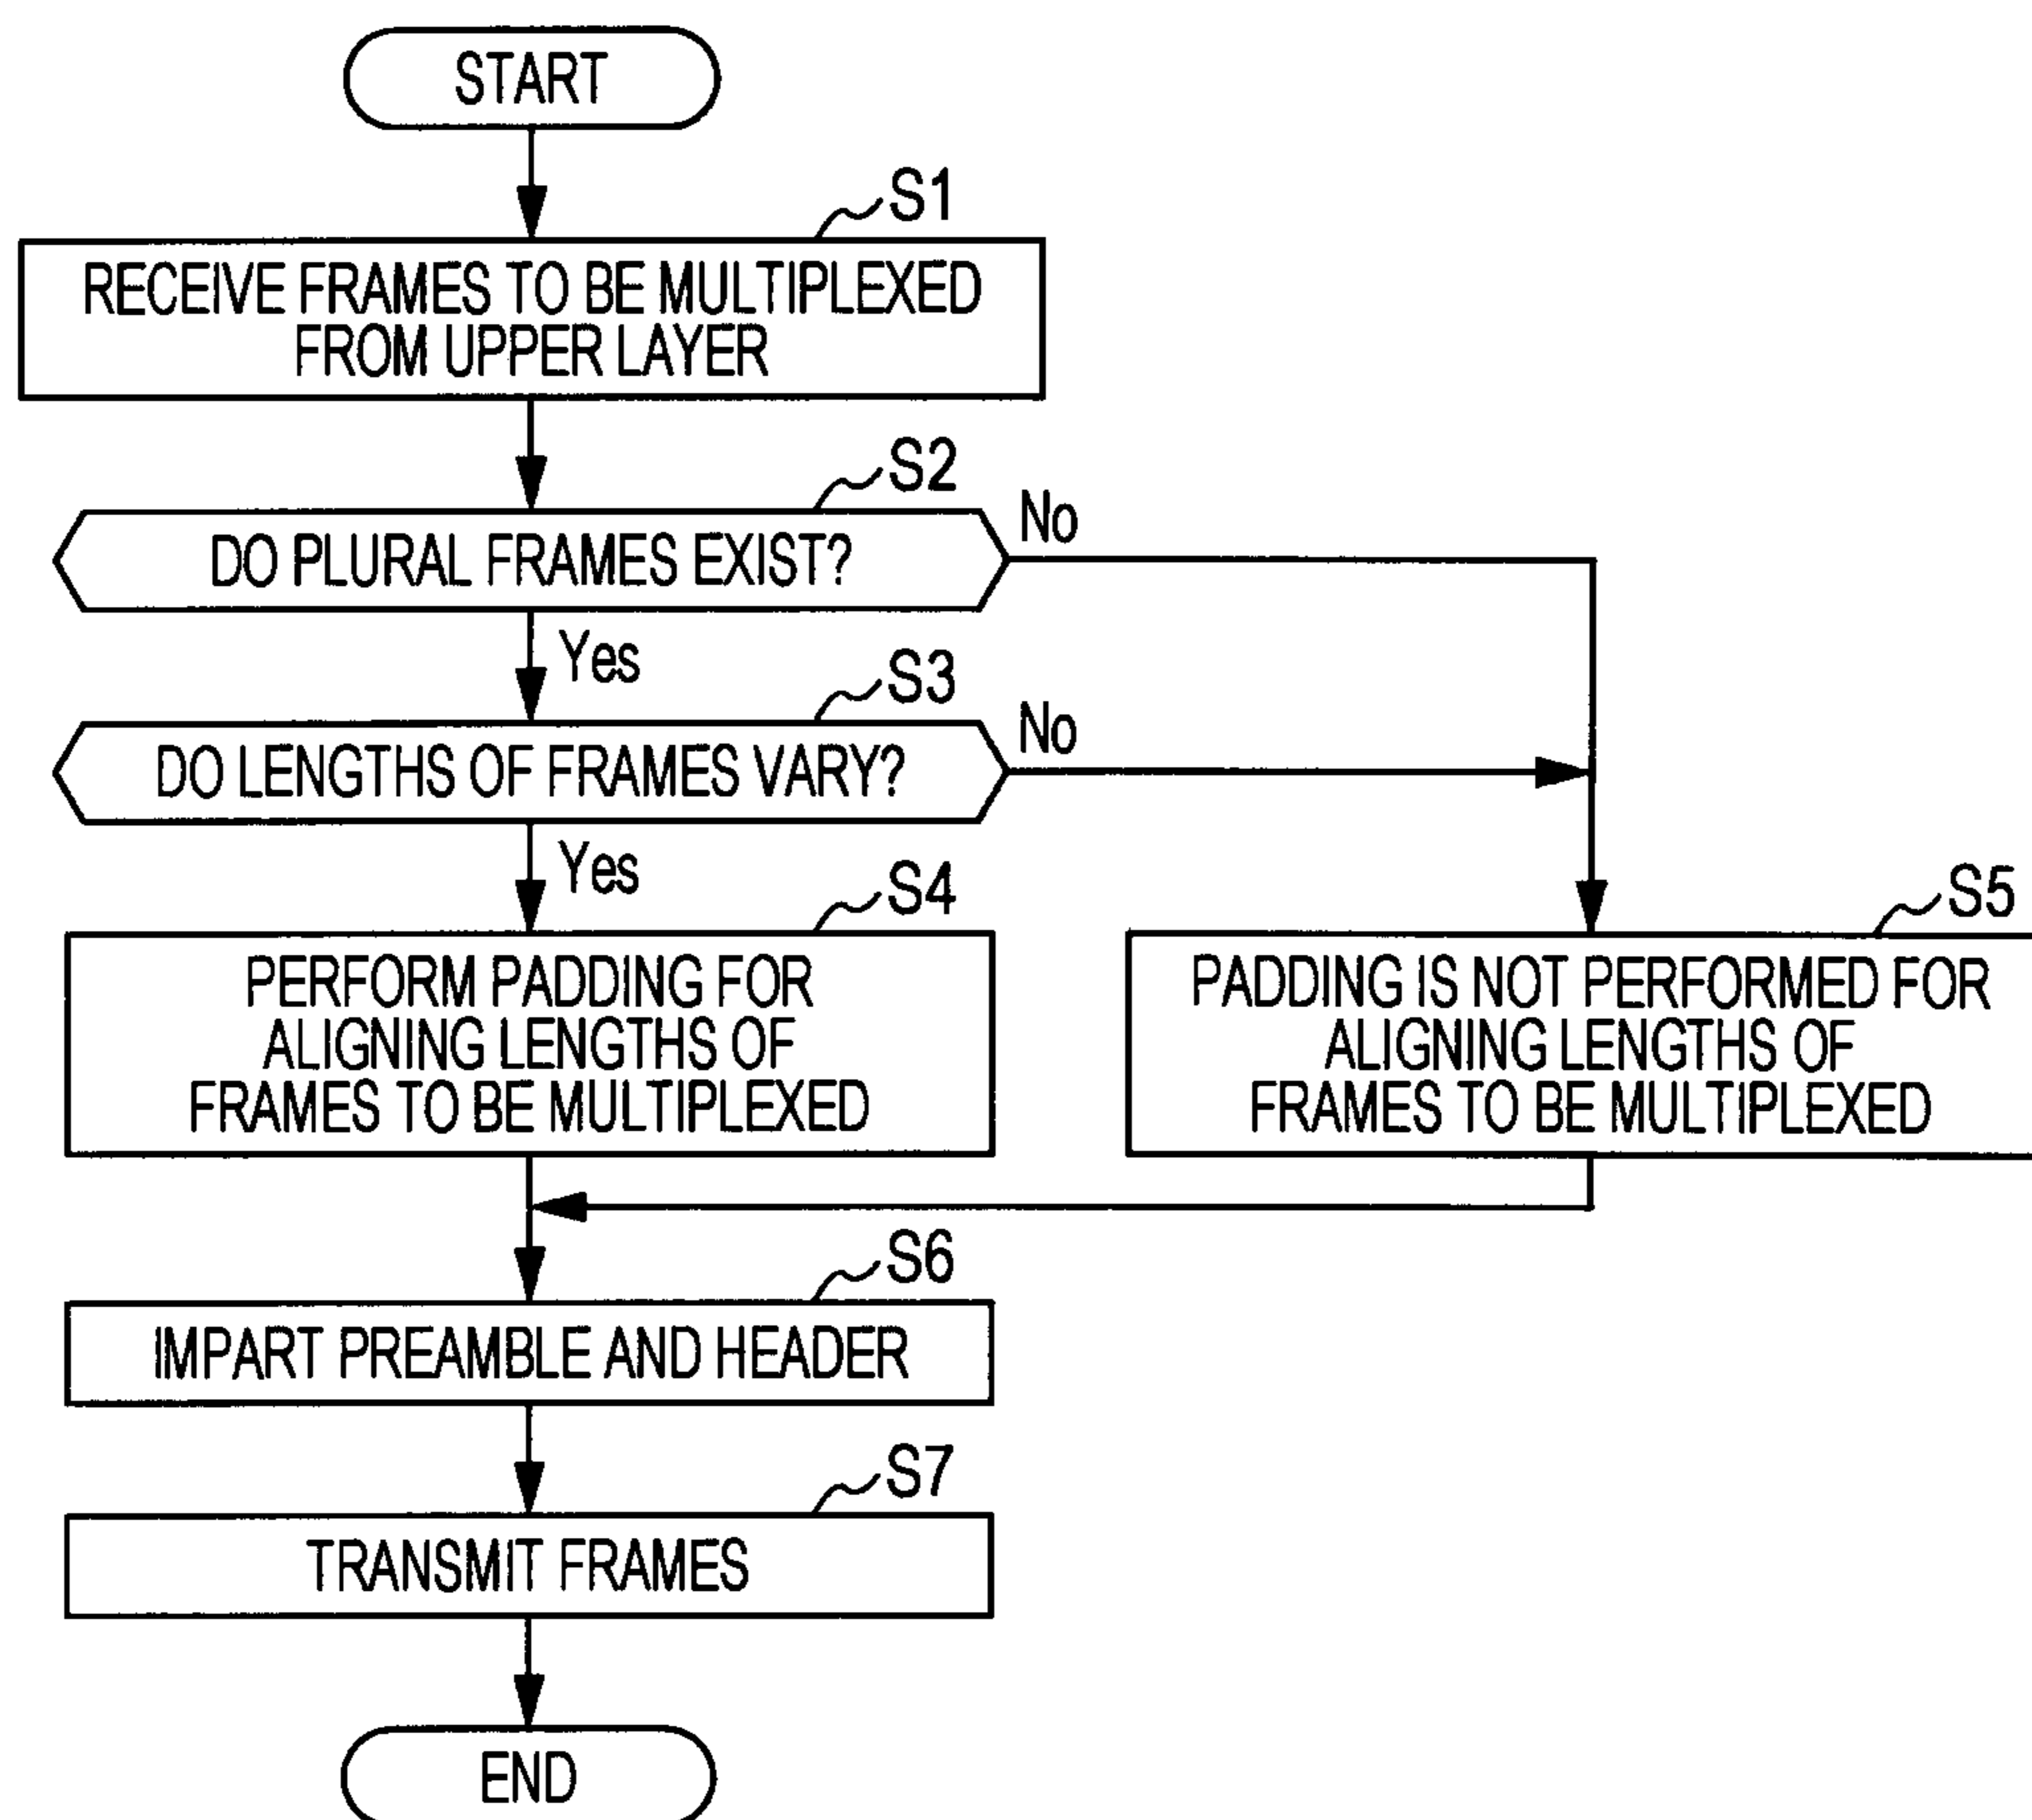 START
S1
RECEIVE FRAMES TO BE MULTIPLEXED
FROM UPPER LAYER
S2
DO PLURAL FRAMES EXIST?
No
Yes
S3
DO LENGTHS OF FRAMES VARY?
No
Yes
S4
PERFORM PADDING FOR
ALIGNING LENGTHS OF
FRAMES TO BE MULTIPLEXED
S5
PADDING IS NOT PERFORMED FOR
ALIGNING LENGTHS OF
FRAMES TO BE MULTIPLEXED
S6
IMPART PREAMBLE AND HEADER
S7
TRANSMIT FRAMES
END